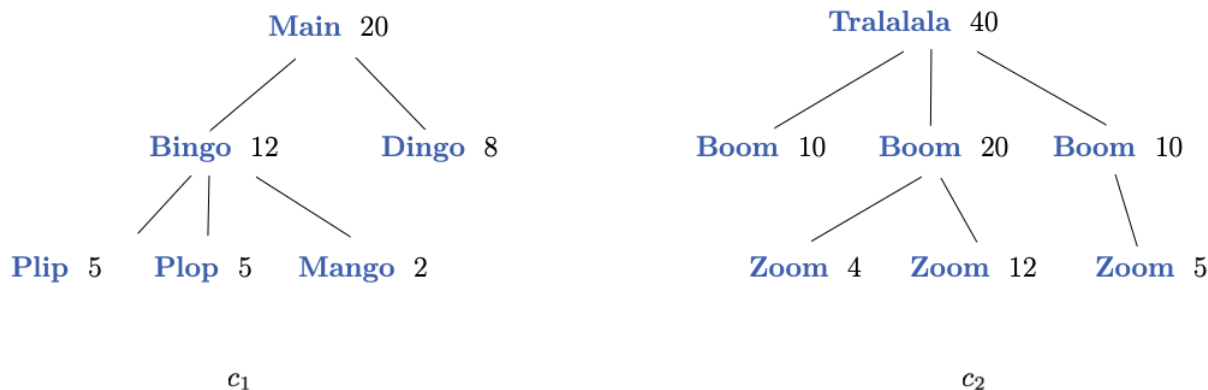 Main 20
Bingo 12 Dingo 8
Plip 5 Plop 5 Mango 2
c₁
Tralalala 40
Boom 10 Boom 20 Boom 10
Zoom 4 Zoom 12 Zoom 5
c₂